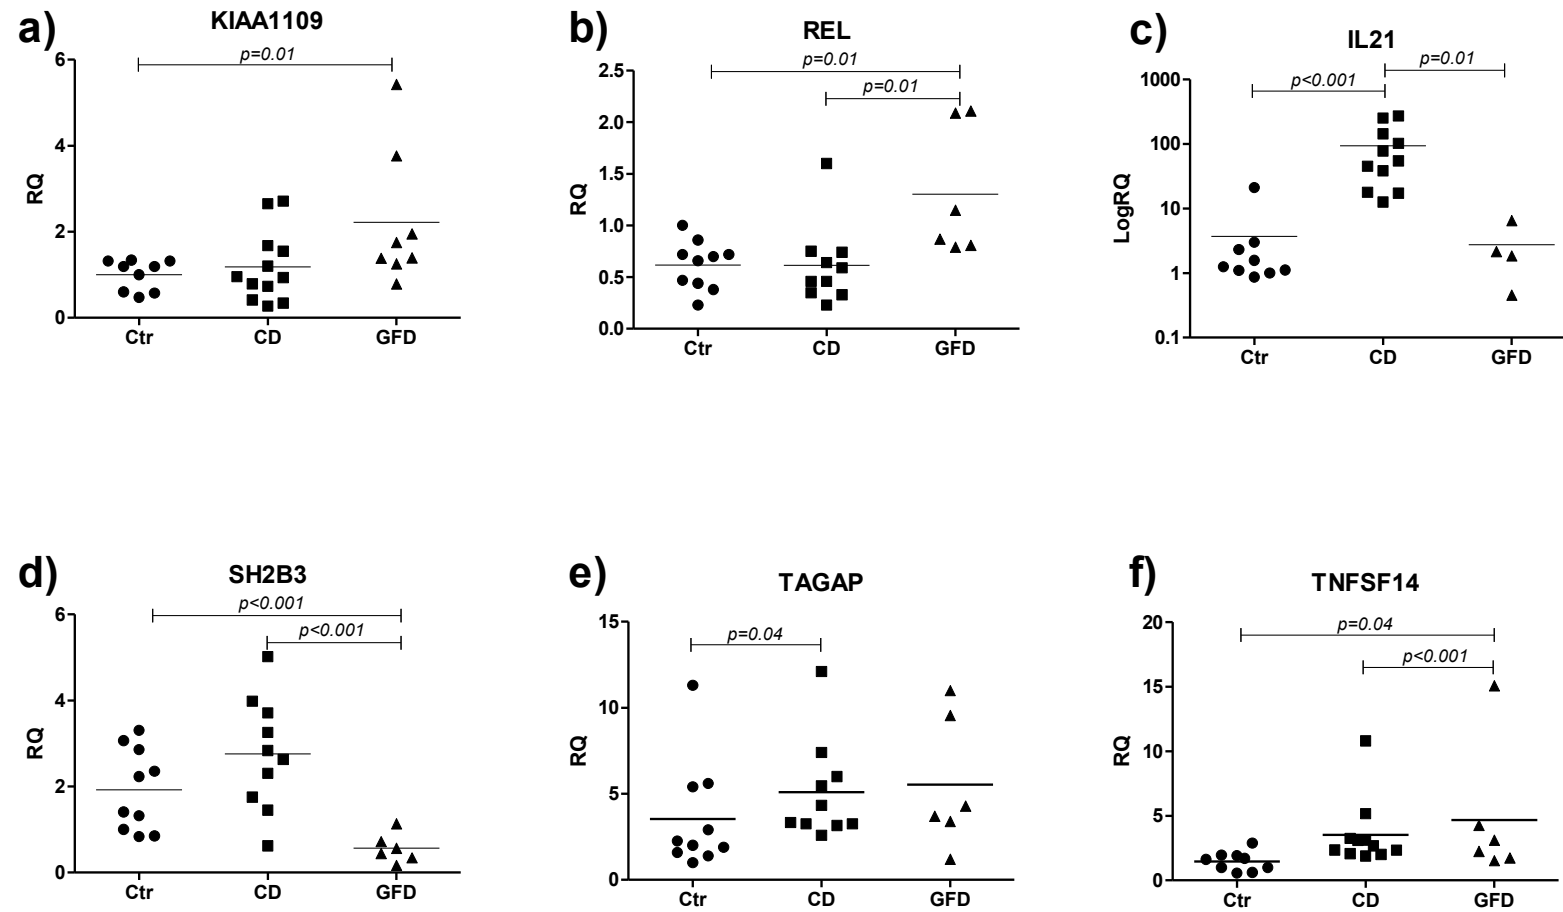 a)
KIAA1109
p=0.01
6
4
2
0
RQ
Ctr CD GFD
b)
REL
p=0.01
p=0.01
2.5
2.0
1.5
1.0
0.5
0.0
RQ
Ctr CD GFD
c)
IL21
p=0.01
p<0.001
1000
100
10
1
0.1
LogRQ
Ctr CD GFD
d)
SH2B3
p<0.001
p<0.001
6
4
2
0
RQ
Ctr CD GFD
e)
TAGAP
p=0.04
15
10
5
0
RQ
Ctr CD GFD
f)
TNFSF14
p=0.04
p<0.001
20
15
10
5
0
RQ
Ctr CD GFD